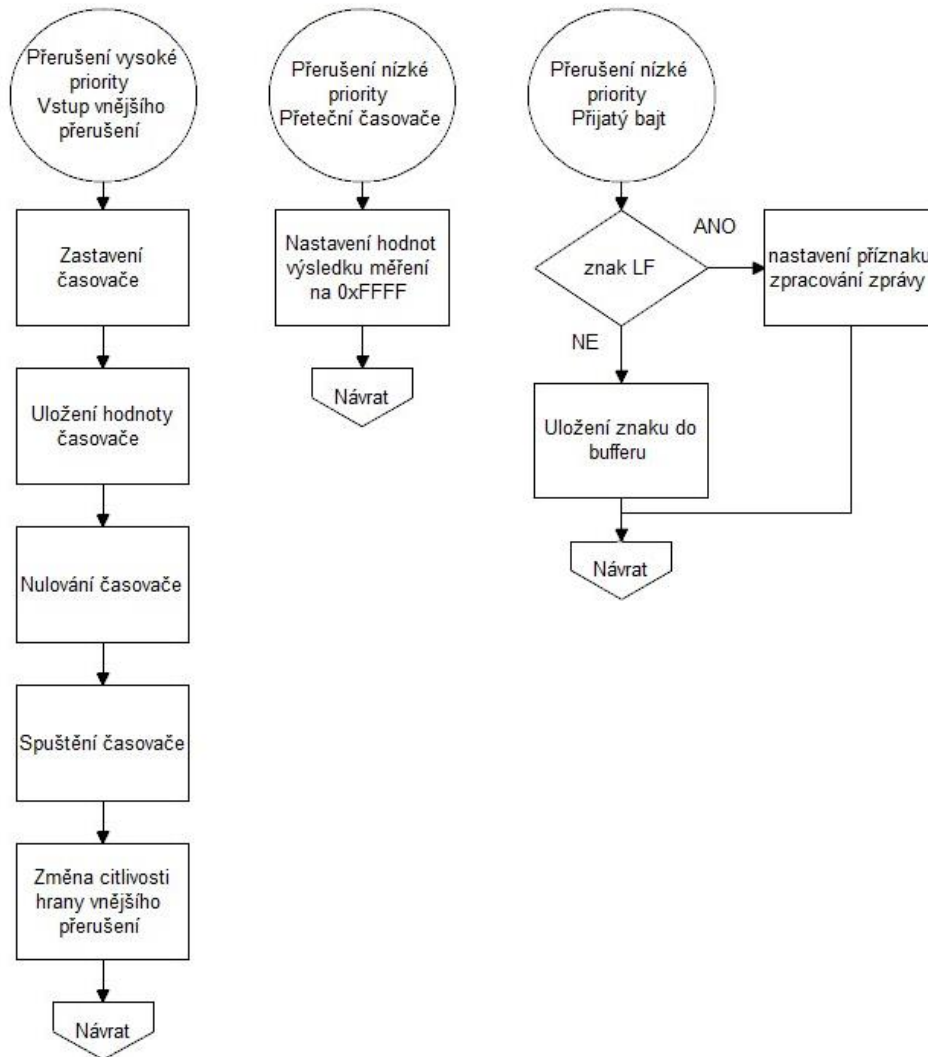 Přerušení vysoké
priority
Vstup vnějšího
přerušení
Zastavení
časovače
Uložení hodnoty
časovače
Nulování časovače
Spuštění časovače
Změna citlivosti
hrany vnějšího
přerušení
Návrat
Přerušení nízké
priority
Přeteční časovače
Nastavení hodnot
výsledku měření
na 0xFFFF
Návrat
Přerušení nízké
priority
Přijatý bajt
znak LF
ANO
nastavení příznaku
zpracování zprávy
NE
Uložení znaku do
bufferu
Návrat